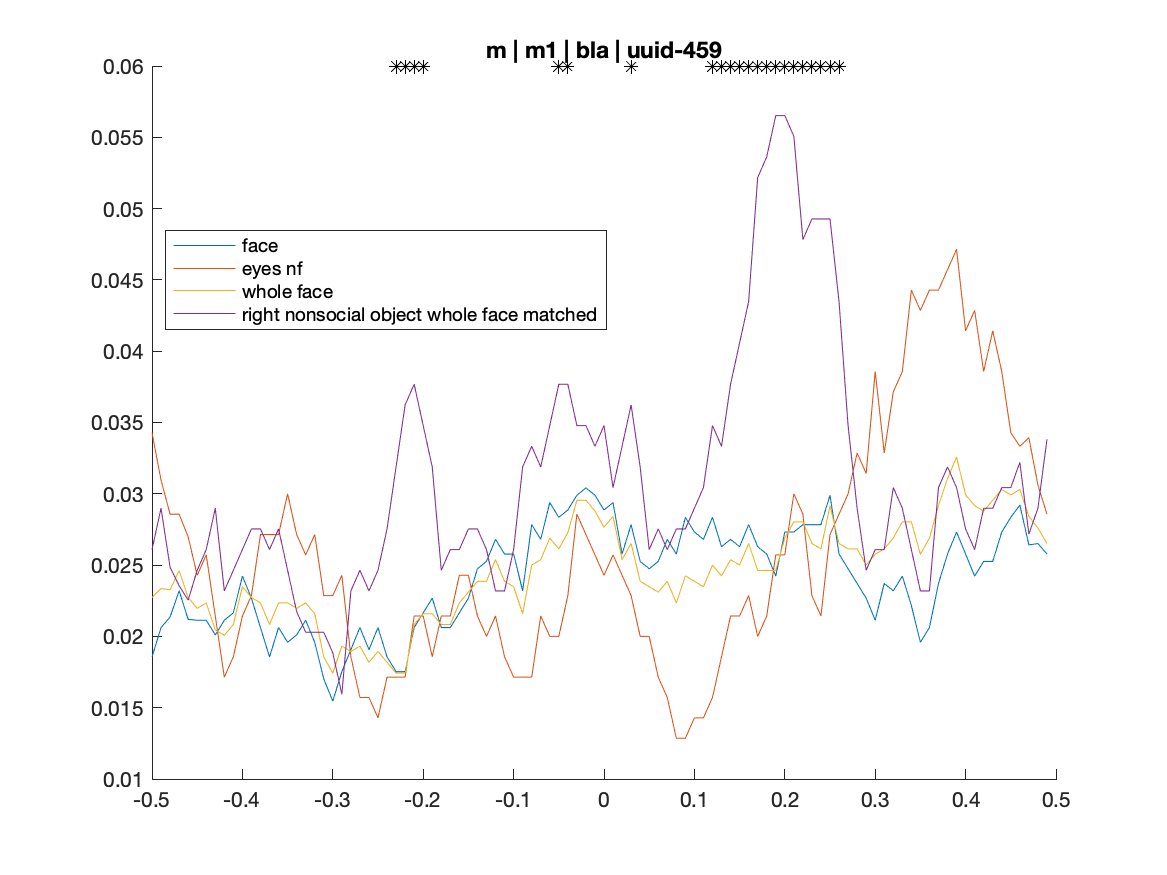 m | m1 | bla | uuid-459
0.06
0.055
0.05
0.045
0.04
0.035
0.03
0.025
0.02
0.015
0.01
face
eyes nf
whole face
right nonsocial object whole face matched
-0.5 -0.4 -0.3 -0.2 -0.1 0 0.1 0.2 0.3 0.4 0.5